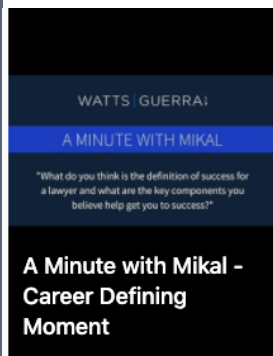 WATTS GUERRA
A MINUTE WITH MIKAL
"What do you think is the definition of success for
a lawyer and what are the key components you
believe help get you to success?"
A Minute with Mikal -
Career Defining
Moment